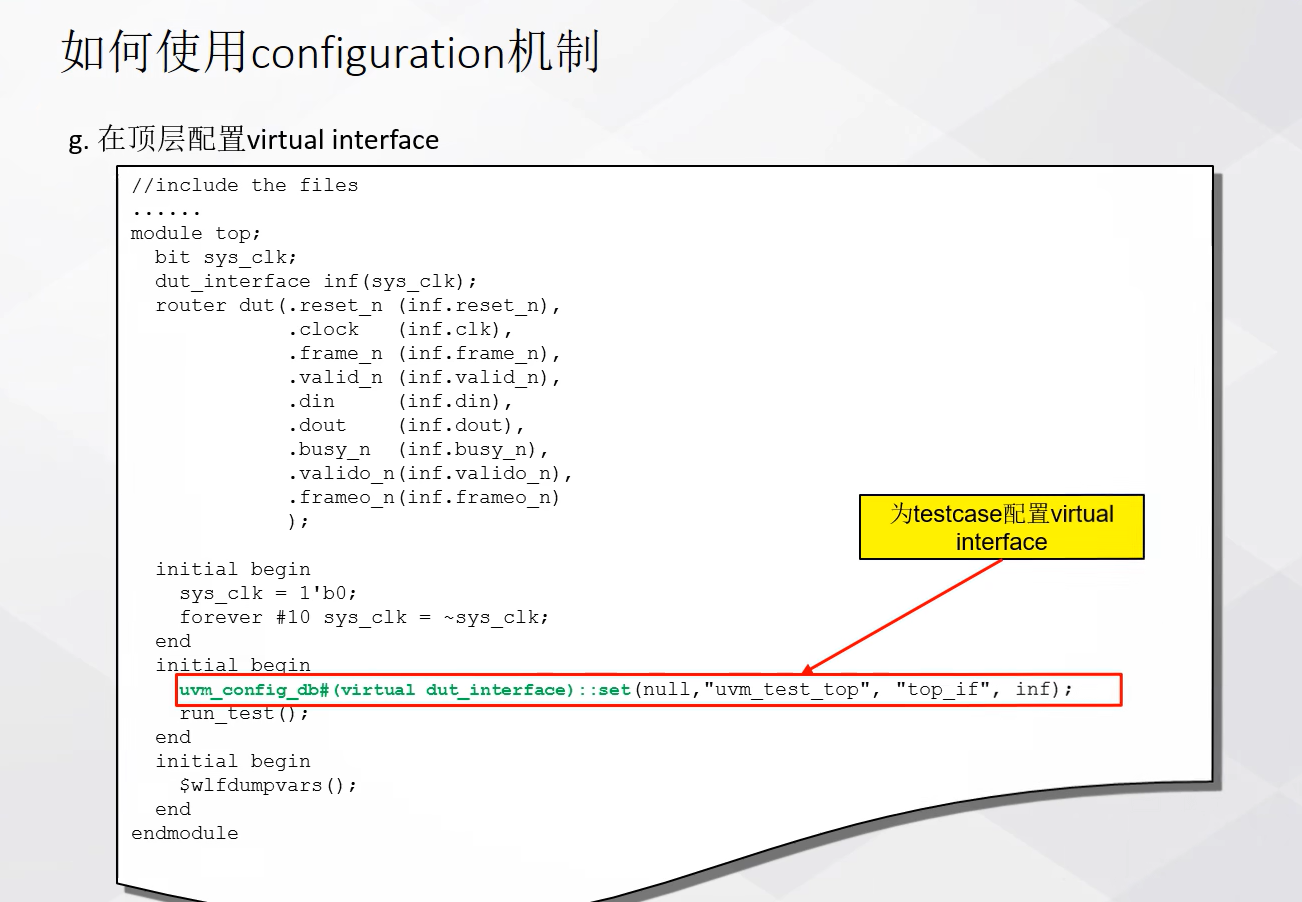 如何使用configuration机制
g. 在顶层配置virtual interface
//include the files
......
module top;
  bit sys_clk;
  dut_interface inf(sys_clk);
  router dut(.reset_n (inf.reset_n),
             .clock   (inf.clk),
             .frame_n (inf.frame_n),
             .valid_n (inf.valid_n),
             .din     (inf.din),
             .dout    (inf.dout),
             .busy_n  (inf.busy_n),
             .valido_n(inf.valido_n),
             .frameo_n(inf.frameo_n)
             );
为testcase配置virtual
interface
  initial begin
    sys_clk = 1'b0;
    forever #10 sys_clk = ~sys_clk;
  end
  initial begin
    uvm_config_db#(virtual dut_interface)::set(null,"uvm_test_top", "top_if", inf);
    run_test();
  end
  initial begin
    $wlfdumpvars();
  end
endmodule